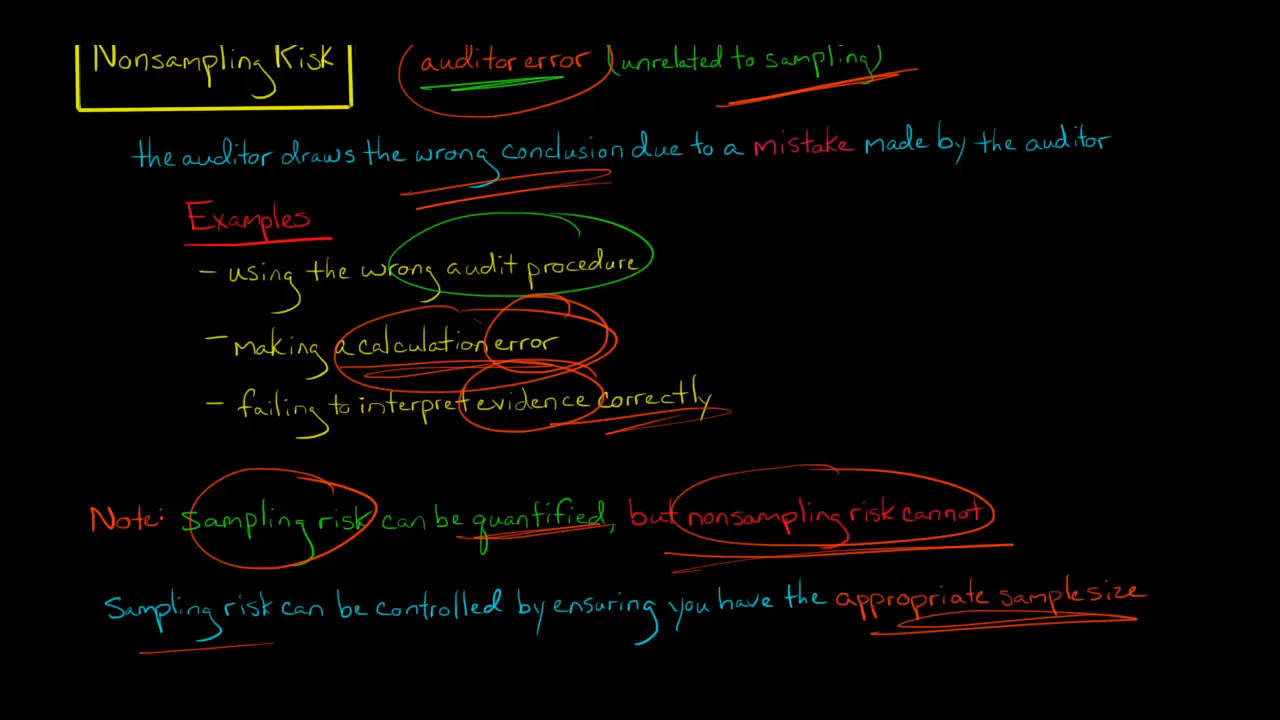 Nonsampling Risk auditor error (unrelated to sampling)
the auditor draws the wrong conclusion due to a mistake made by the auditor
Examples
- using the wrong audit procedure
- making a calculation error
- failing to interpret evidence correctly
Note: Sampling risk can be quantified, but nonsampling risk cannot
Sampling risk can be controlled by ensuring you have the appropriate sample size